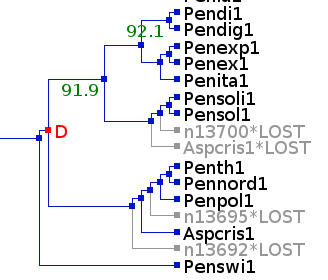 Pendi1
92.1
Pendig1
Penexp1
Penex1
Penita1
91.9
Pensoli1
Pensol1
D
n13700*LOST
Aspcris1*LOST
Penth1
Pennord1
Penpol1
n13695*LOST
Aspcris1
n13692*LOST
Penswi1